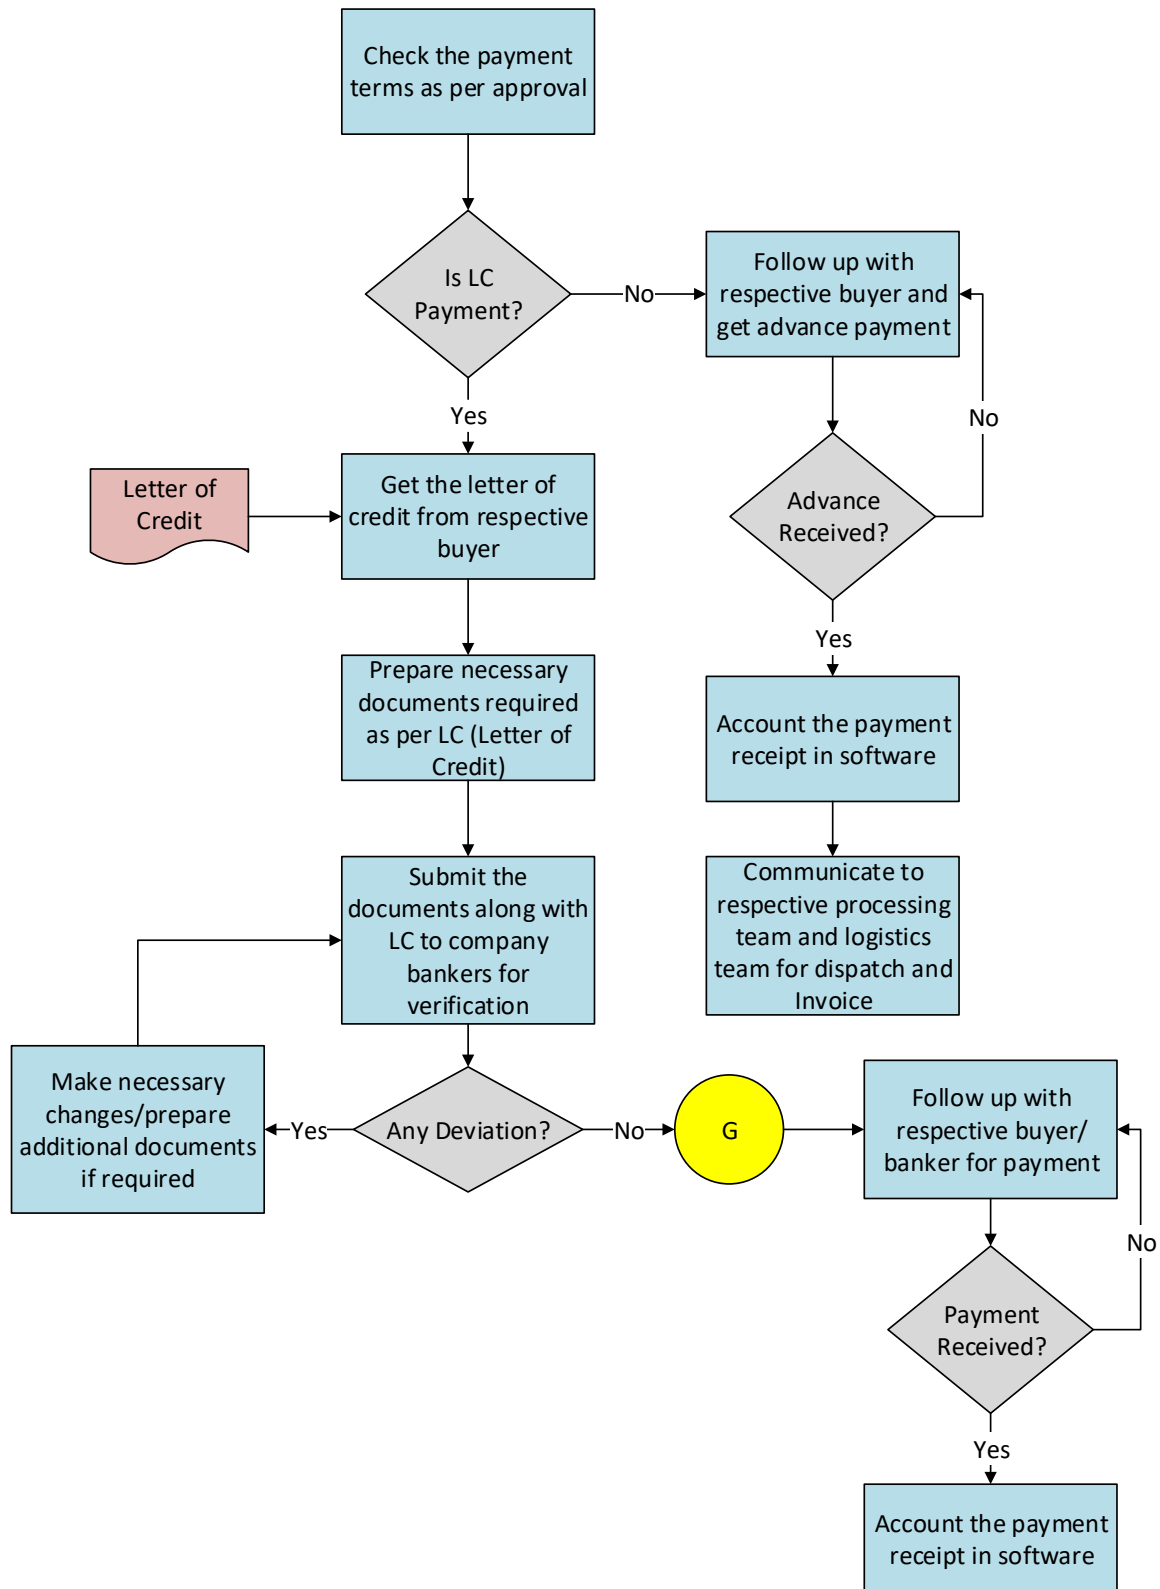 Check the payment
terms as per approval
Is LC
Payment?
No
Follow up with
respective buyer and
get advance payment
No
Yes
Letter of
Credit
Get the letter of
credit from respective
buyer
Advance
Received?
Yes
Prepare necessary
documents required
as per LC (Letter of
Credit)
Account the payment
receipt in software
Submit the
documents along with
LC to company
bankers for
verification
Communicate to
respective processing
team and logistics
team for dispatch and
Invoice
Make necessary
changes/prepare
additional documents
if required
Yes
Any Deviation?
No
G
Follow up with
respective buyer/
banker for payment
No
Payment
Received?
Yes
Account the payment
receipt in software